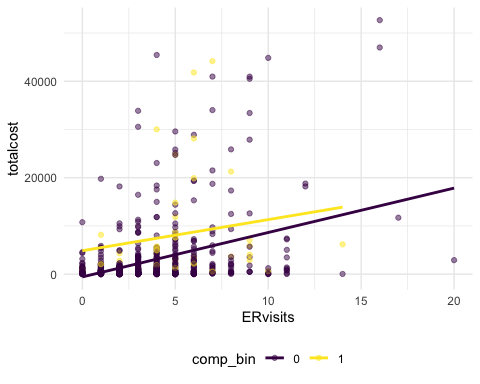 40000
20000
0
totalcost
0 5 10 15 20
ERvisits
comp_bin 0 1